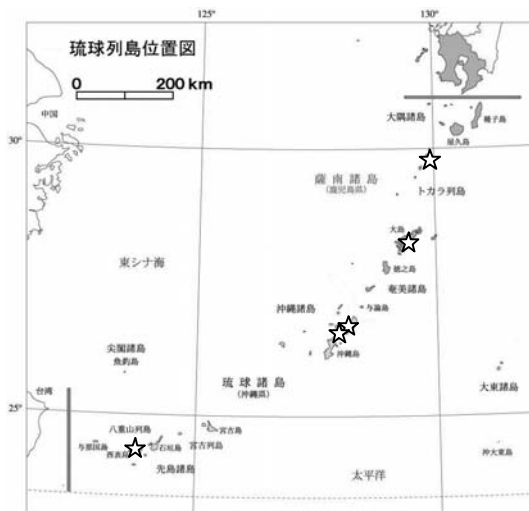 125°
130°
琉球列島位置図
0
200 km
中国
大隅諸島
種子島
屋久島
30°
薩南諸島
(鹿児島県)
トカラ列島
大島
東シナ海
徳之島
奄美諸島
沖縄諸島
与論島
沖縄島
尖閣諸島
魚釣島
琉球諸島
(沖縄県)
大東諸島
台湾
25°
八重山列島
宮古島
与那国島
石垣島
宮古列島
西表島
先島諸島
沖大東島
太平洋